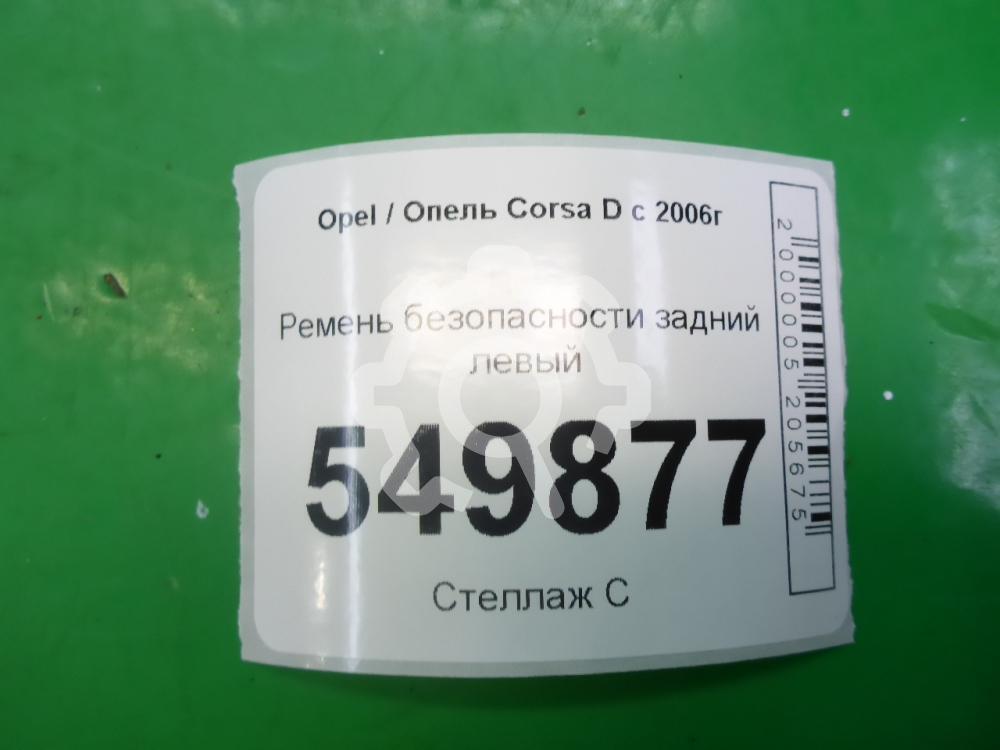 Opel / Опель Corsa D с 2006г
Ремень безопасности задний
левый
549877
Стеллаж С
2000005205675